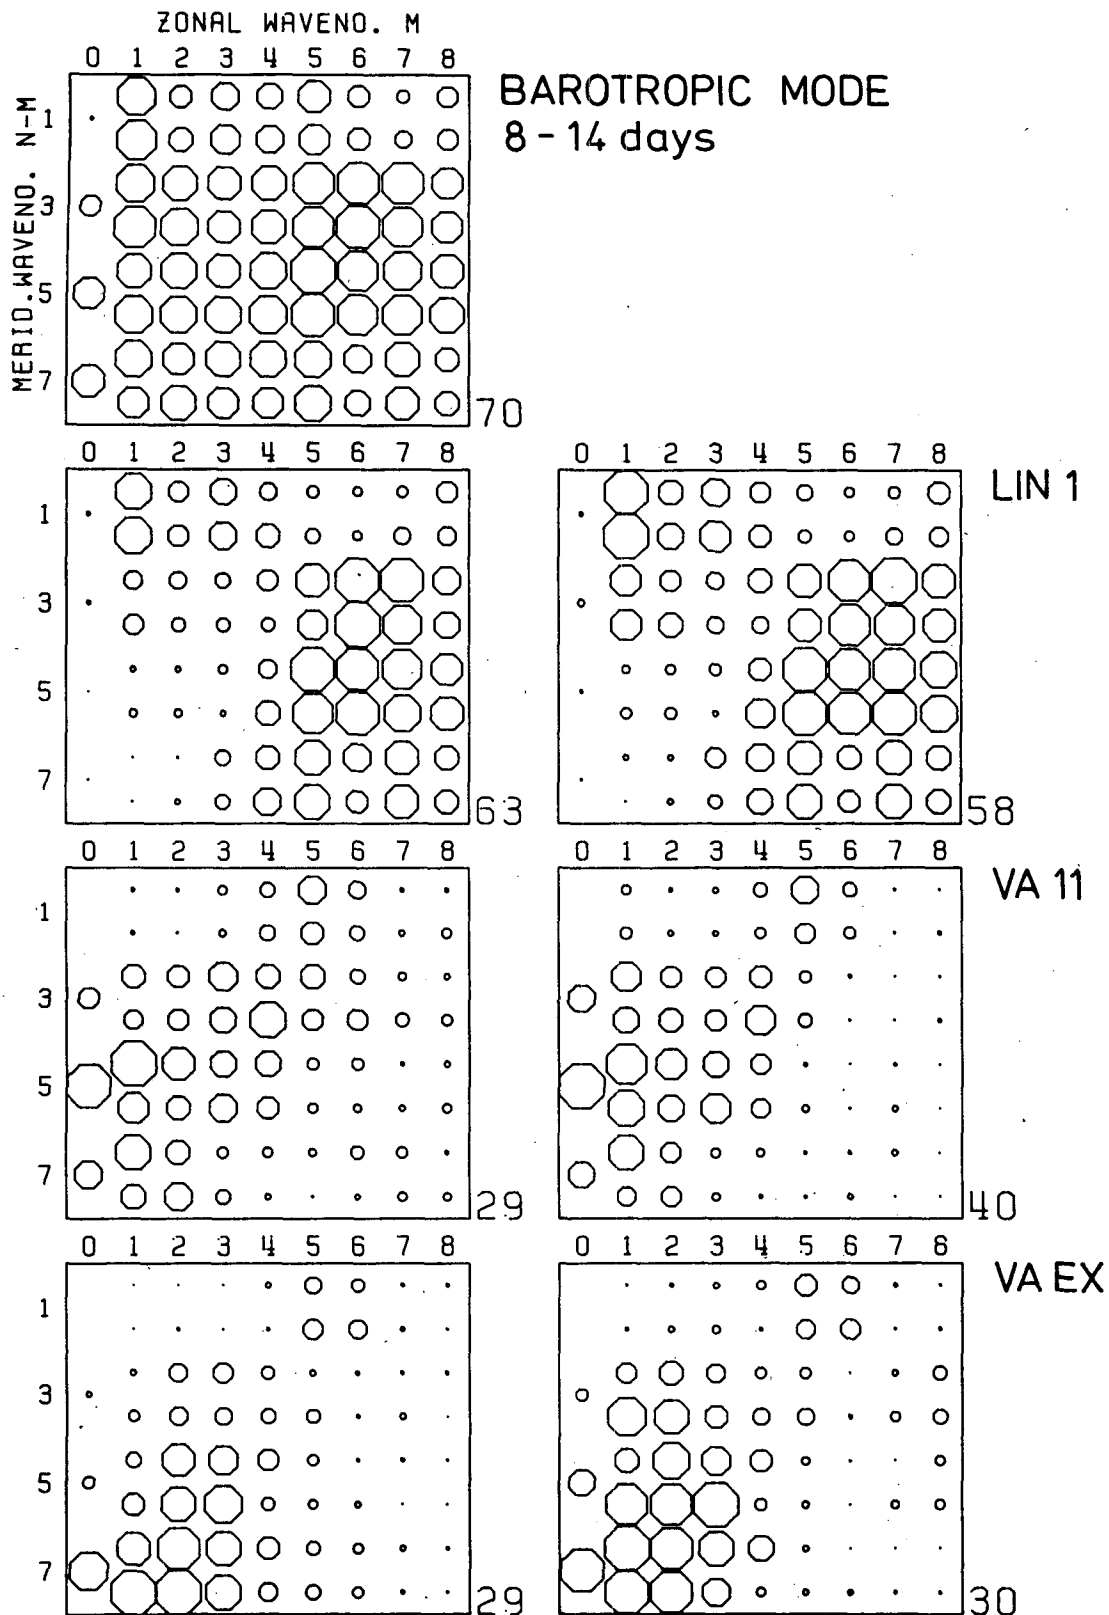 ZONAL WAVENO. M
0 1 2 3 4 5 6 7 8
MERID.WAVENO. N-M
1
3
5
7
BAROTROPIC MODE
8 - 14 days
70
0 1 2 3 4 5 6 7 8
1
3
5
7
63
0 1 2 3 4 5 6 7 8
LIN 1
58
0 1 2 3 4 5 6 7 8
1
3
5
7
29
0 1 2 3 4 5 6 7 8
VA 11
40
0 1 2 3 4 5 6 7 8
1
3
5
7
29
0 1 2 3 4 5 6 7 8
VA EX
30